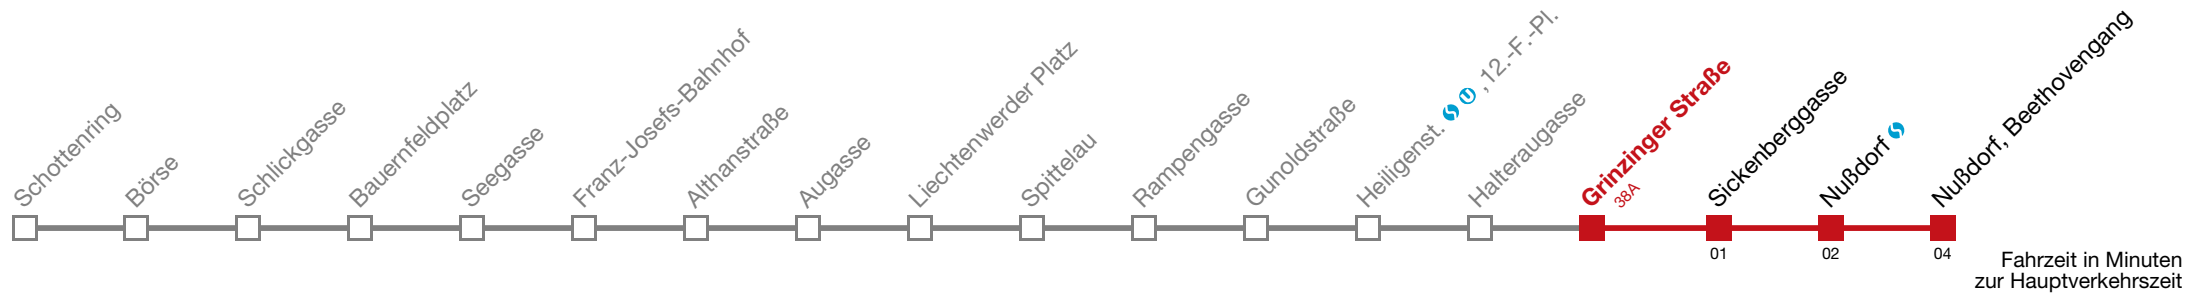 Schottenring
Börse
Schlickgasse
Bauernfeldplatz
Seegasse
Franz-Josefs-Bahnhof
Althanstraße
Augasse
Liechtenwerder Platz
Spittelau
Rampengasse
Gunoldstraße
Heiligenst. S U , 12.-F.-Pl.
Halteraugasse
Grinzinger Straße
38A
Sickenberggasse
Nußdorf S
Nußdorf, Beethovengang
01
02
04
Fahrzeit in Minuten
zur Hauptverkehrszeit